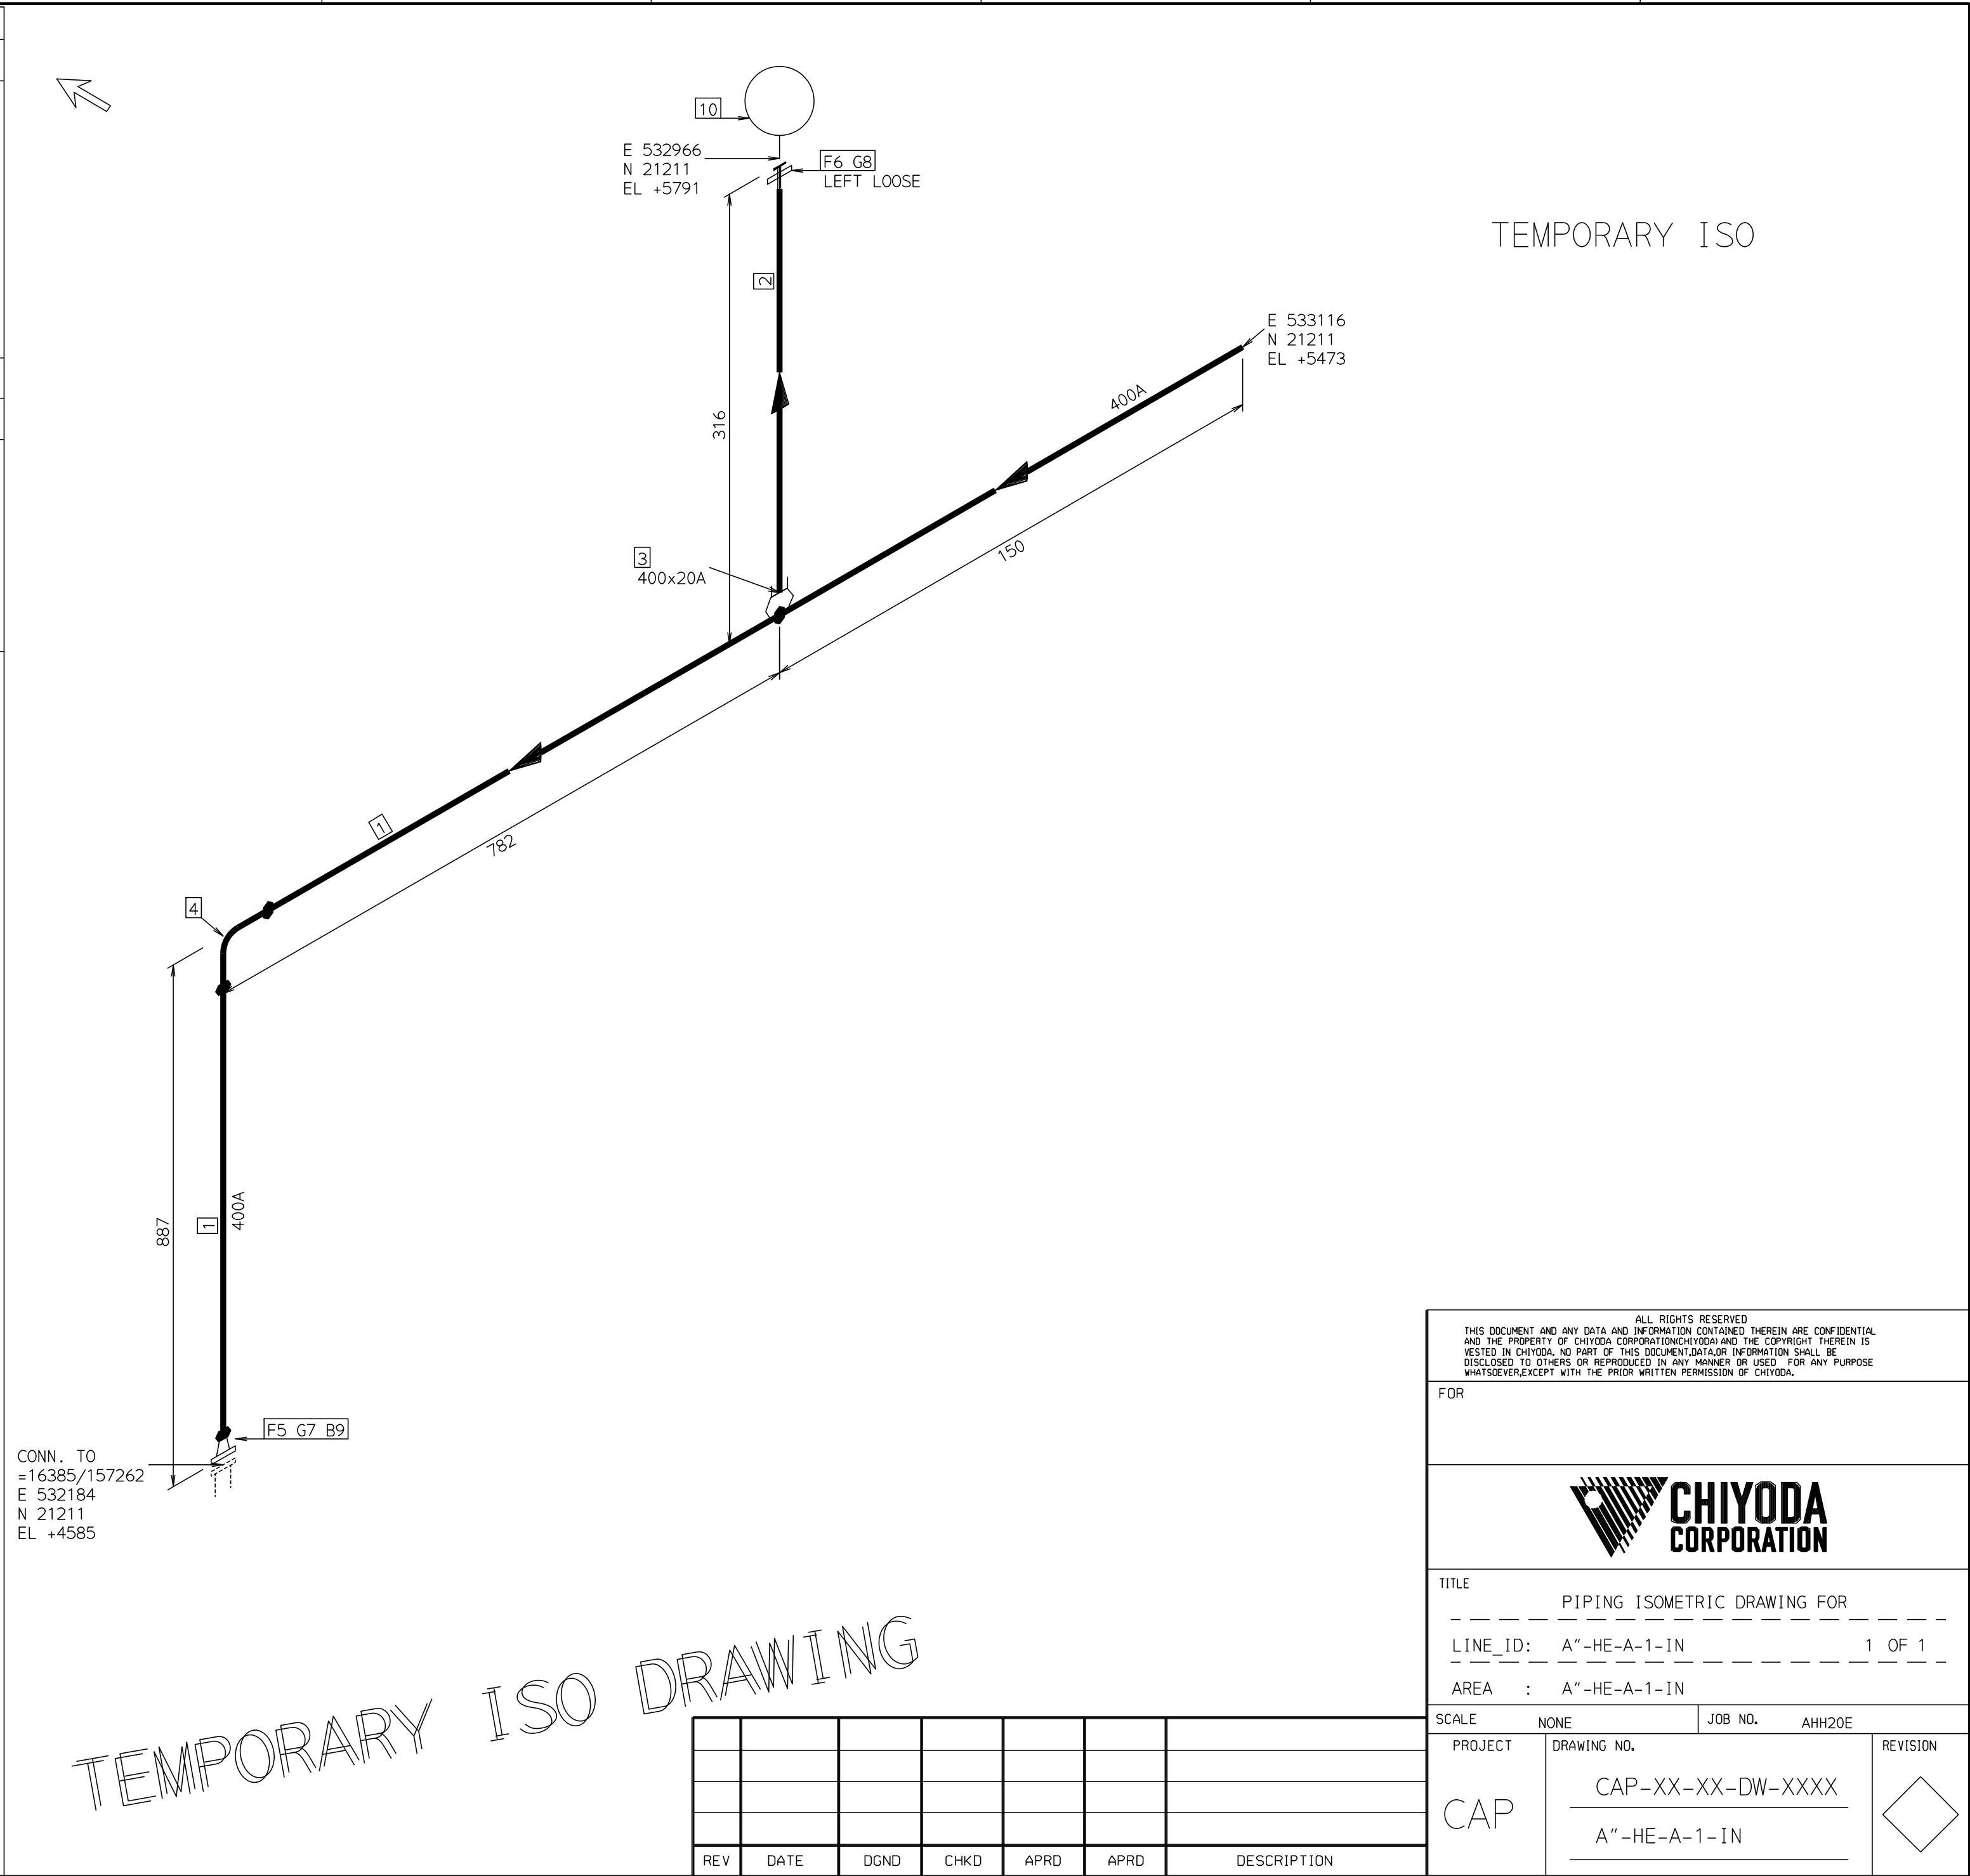 10
E 532966
N 21211
EL +5791
F6 G8
LEFT LOOSE
TEMPORARY ISO
2
316
E 533116
N 21211
EL +5473
400A
150
3
400x20A
1
782
4
887
1
400A
F5 G7 B9
CONN. TO
=16385/157262
E 532184
N 21211
EL +4585
TEMPORARY ISO DRAWING
ALL RIGHTS RESERVED
THIS DOCUMENT AND ANY DATA AND INFORMATION CONTAINED THEREIN ARE CONFIDENTIAL
AND THE PROPERTY OF CHIYODA CORPORATION(CHIYODA) AND THE COPYRIGHT THEREIN IS
VESTED IN CHIYODA. NO PART OF THIS DOCUMENT,DATA,OR INFORMATION SHALL BE
DISCLOSED TO OTHERS OR REPRODUCED IN ANY MANNER OR USED FOR ANY PURPOSE
WHATSOEVER,EXCEPT WITH THE PRIOR WRITTEN PERMISSION OF CHIYODA.
FOR
CHIYODA
CORPORATION
TITLE
PIPING ISOMETRIC DRAWING FOR
LINE_ID: A"-HE-A-1-IN 1 OF 1
AREA : A"-HE-A-1-IN
SCALE NONE JOB NO. AHH20E
PROJECT DRAWING NO. REVISION
CAP
CAP-XX-XX-DW-XXXX
A"-HE-A-1-IN
REV DATE DGND CHKD APRD APRD DESCRIPTION